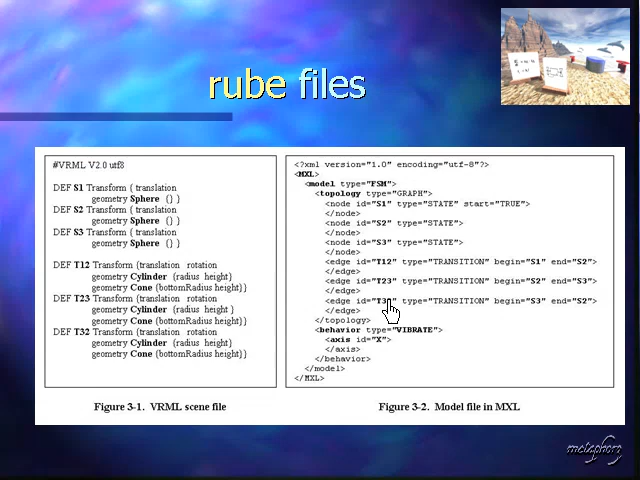 rube files
#VRML V2.0 utf8
DEF S1 Transform { translation
geometry Sphere {} }
DEF S2 Transform { translation
geometry Sphere {} }
DEF S3 Transform { translation
geometry Sphere {} }
DEF T12 Transform {translation rotation
geometry Cylinder {radius height}
geometry Cone {bottomRadius height}}
DEF T23 Transform {translation rotation
geometry Cylinder {radius height }
geometry Cone {bottomRadius height}}
DEF T32 Transform {translation rotation
geometry Cylinder {radius height}
geometry Cone {bottomRadius height}}
Figure 3-1. VRML scene file
<?xml version="1.0" encoding="utf-8"?>
<MXL>
<model type="FSM">
<topology type="GRAPH">
<node id="S1" type="STATE" start="TRUE">
</node>
<node id="S2" type="STATE">
</node>
<node id="S3" type="STATE">
</node>
<edge id="T12" type="TRANSITION" begin="S1" end="S2">
</edge>
<edge id="T23" type="TRANSITION" begin="S2" end="S3">
</edge>
<edge id="T32" type="TRANSITION" begin="S3" end="S2">
</edge>
</topology>
<behavior type="VIBRATE">
<axis id="X">
</axis>
</behavior>
</model>
</MXL>
Figure 3-2. Model file in MXL